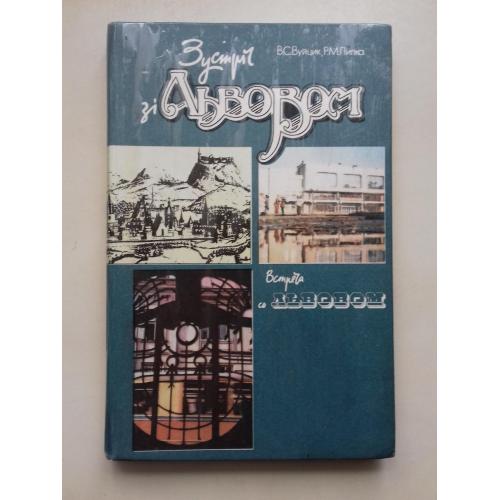 Зустріч
В.С.Вуйцик, Р.М.Липка
зі ЛЬВОВОМ
Встреча
со ЛЬВОВОМ